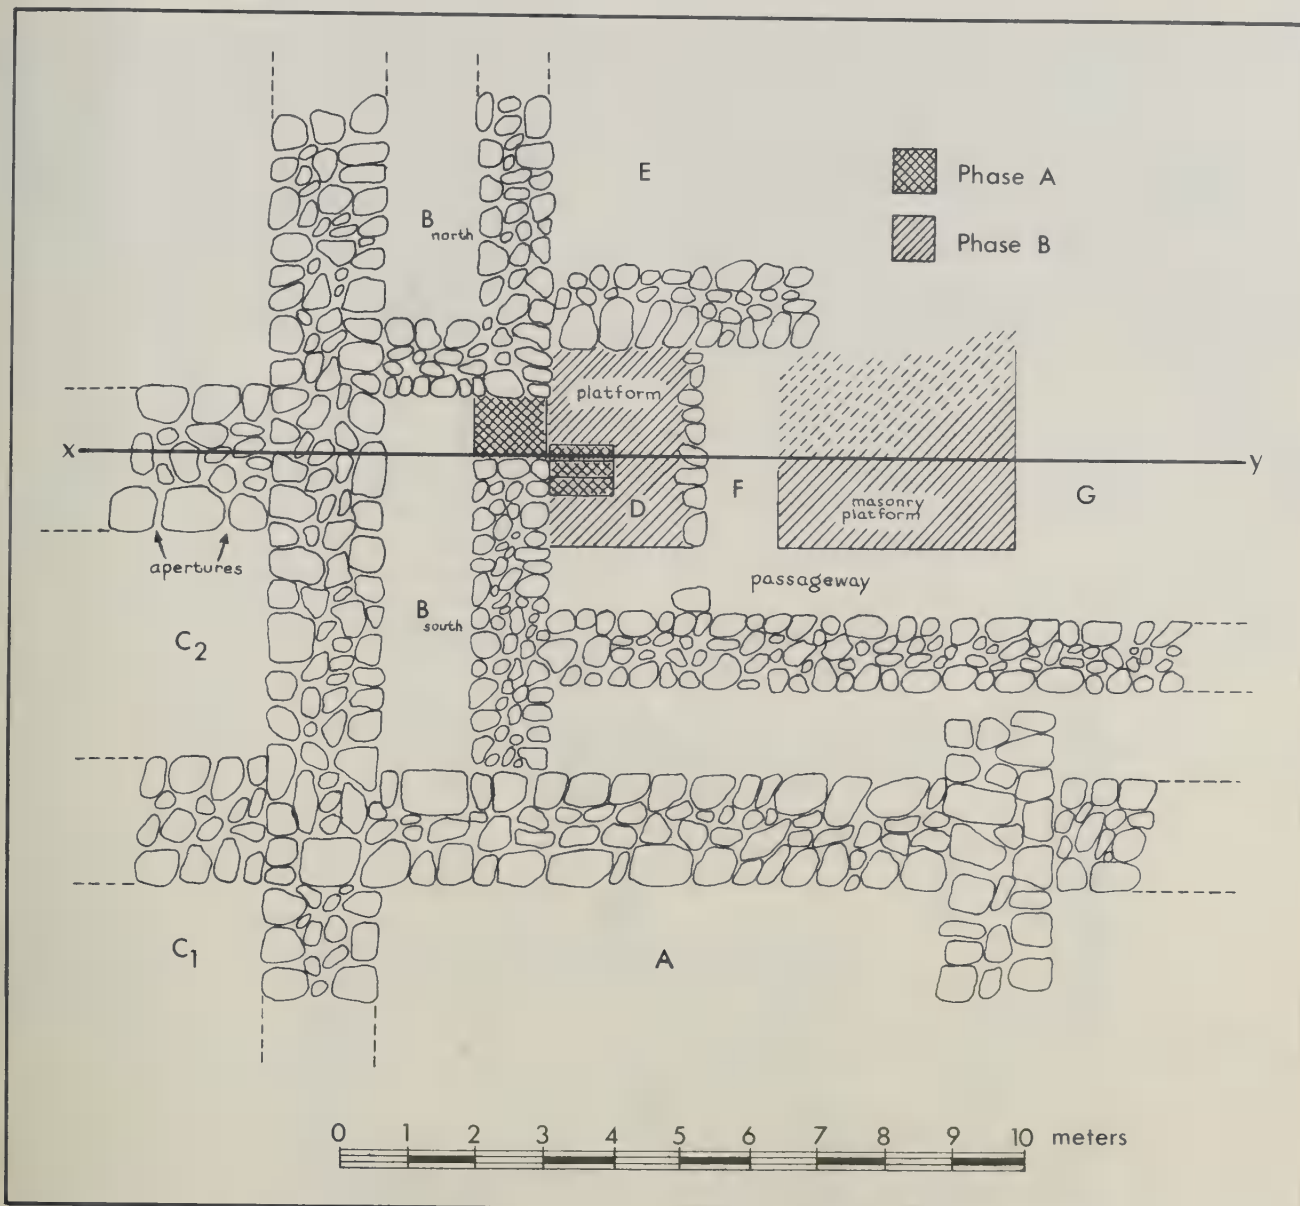 E
Phase A
B north
Phase B
platform
x
y
F
G
D
masonry
platform
apertures
passageway
B south
C2
C1
A
0 1 2 3 4 5 6 7 8 9 10 meters